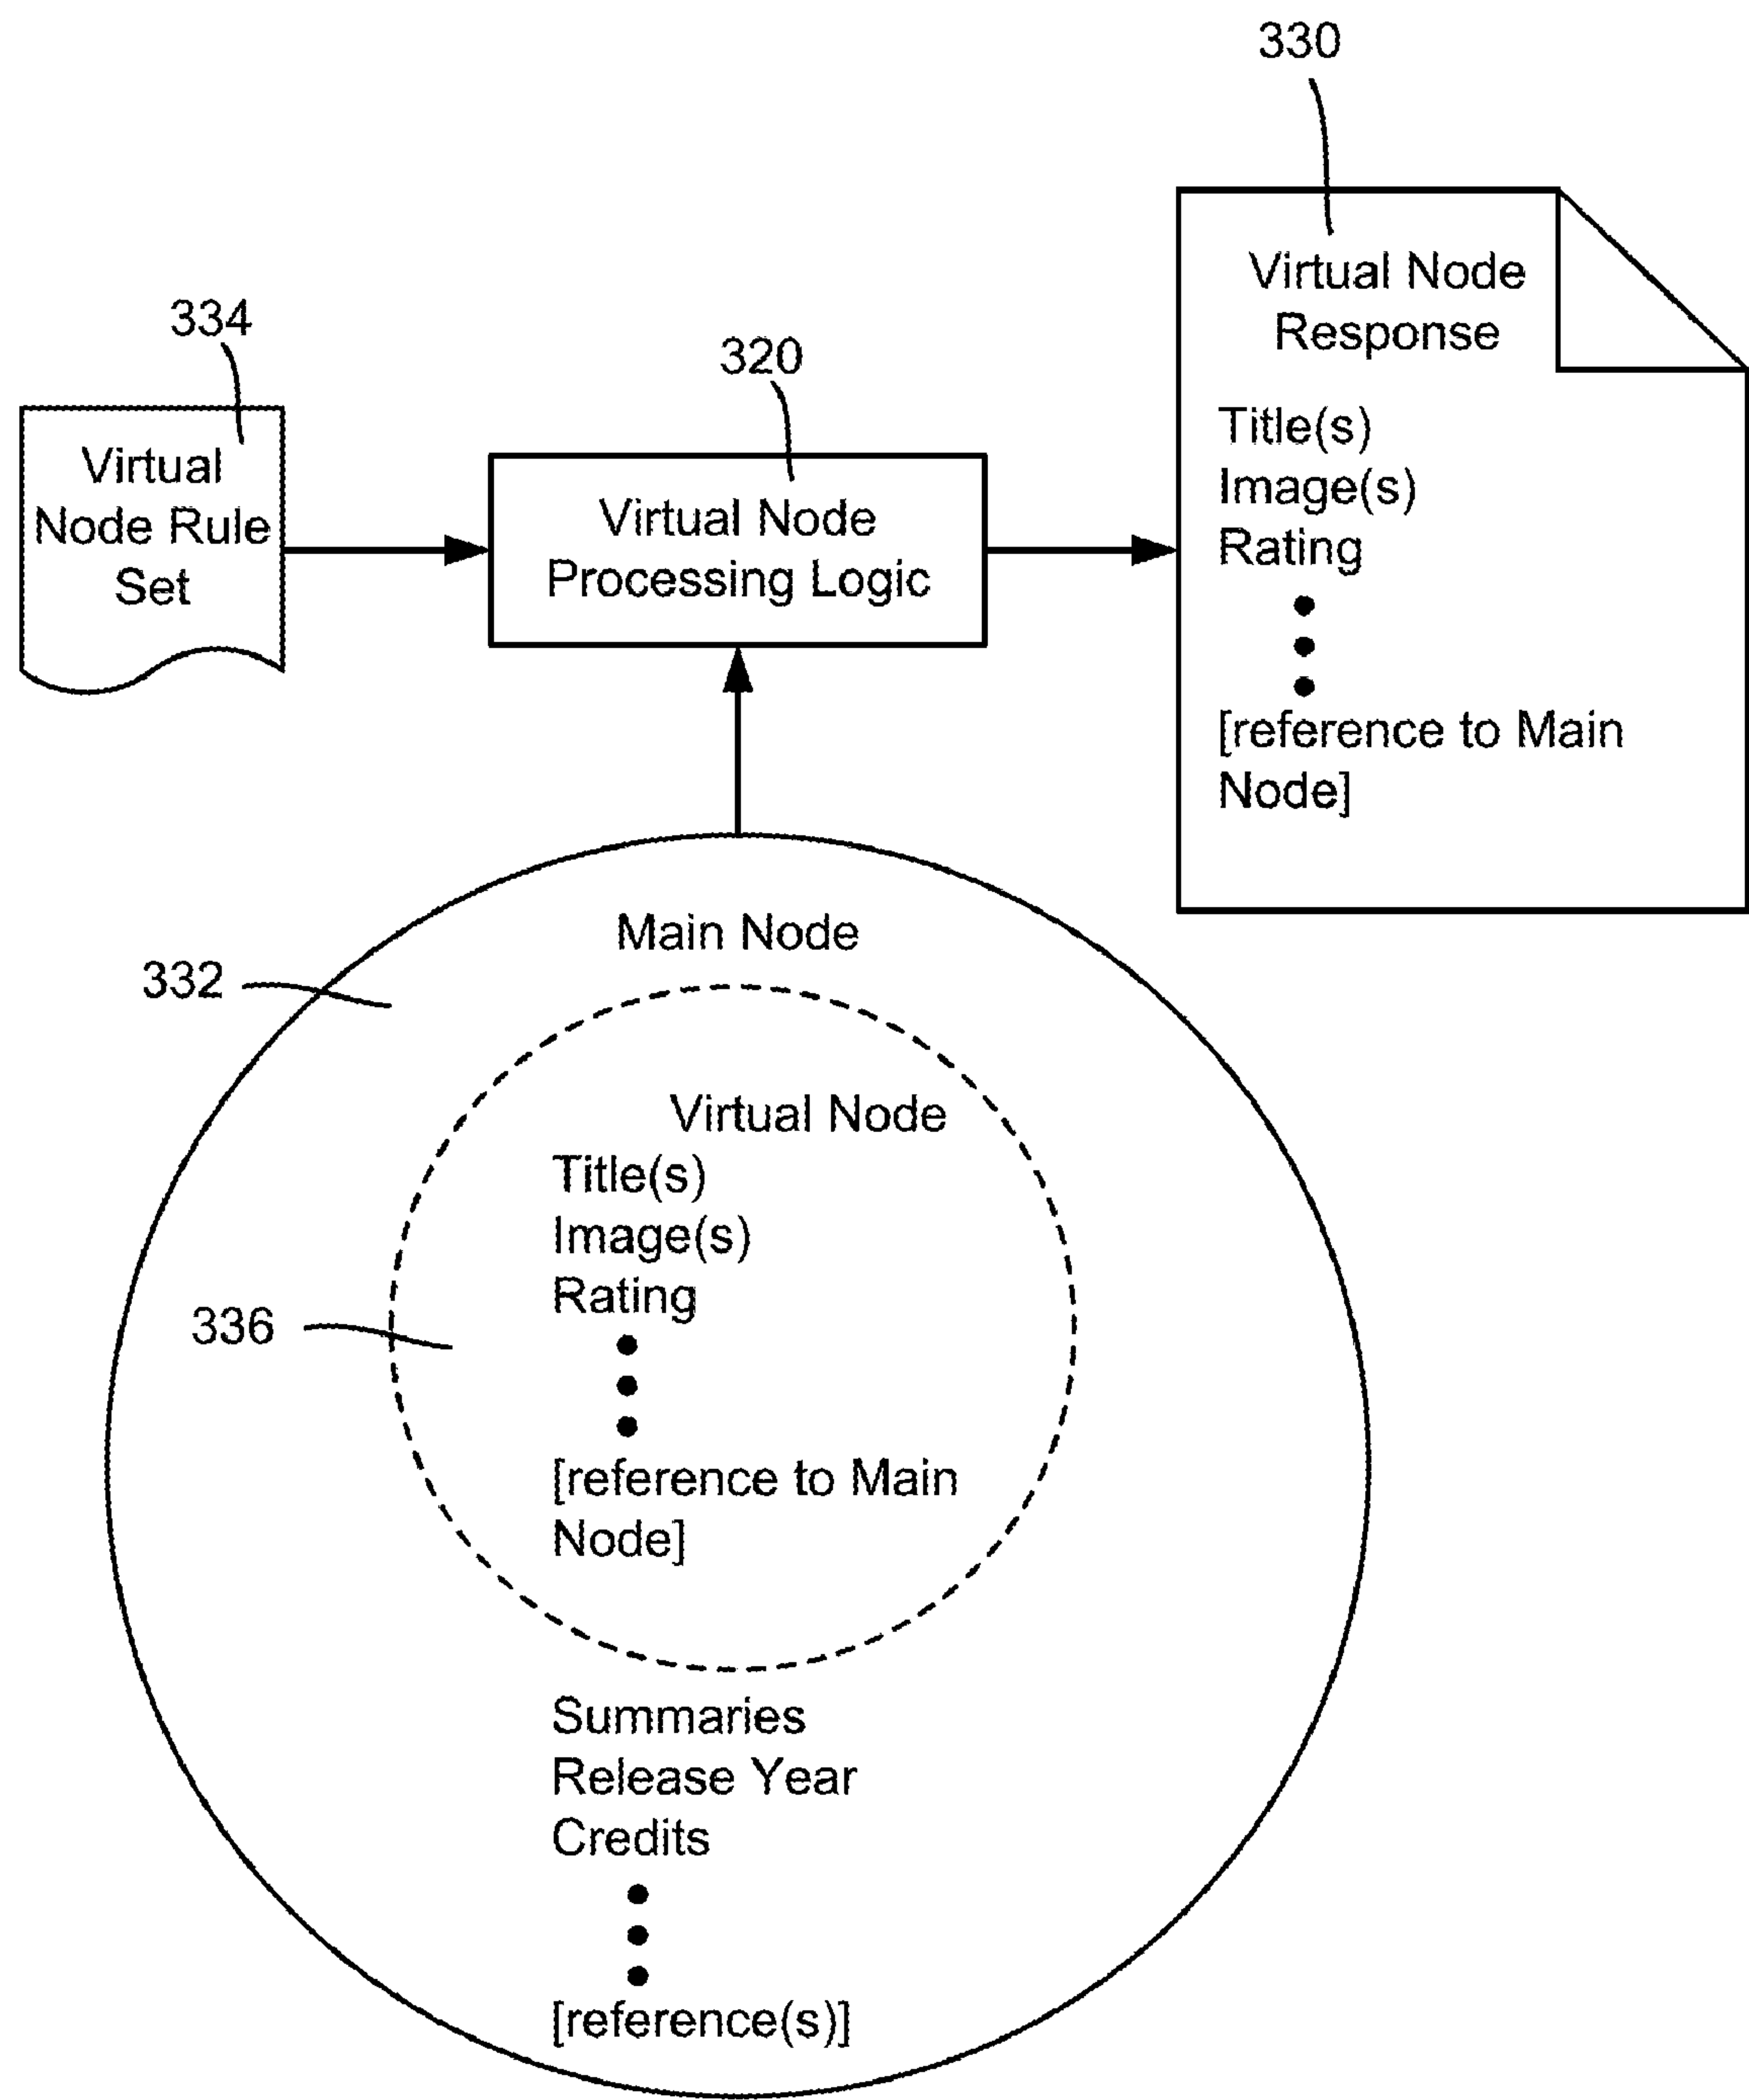 330
Virtual Node
Response
Title(s)
Image(s)
Rating
[reference to Main
Node]
334
Virtual
Node Rule
Set
320
Virtual Node
Processing Logic
Main Node
332
Virtual Node
Title(s)
Image(s)
Rating
336
[reference to Main
Node]
Summaries
Release Year
Credits
[reference(s)]